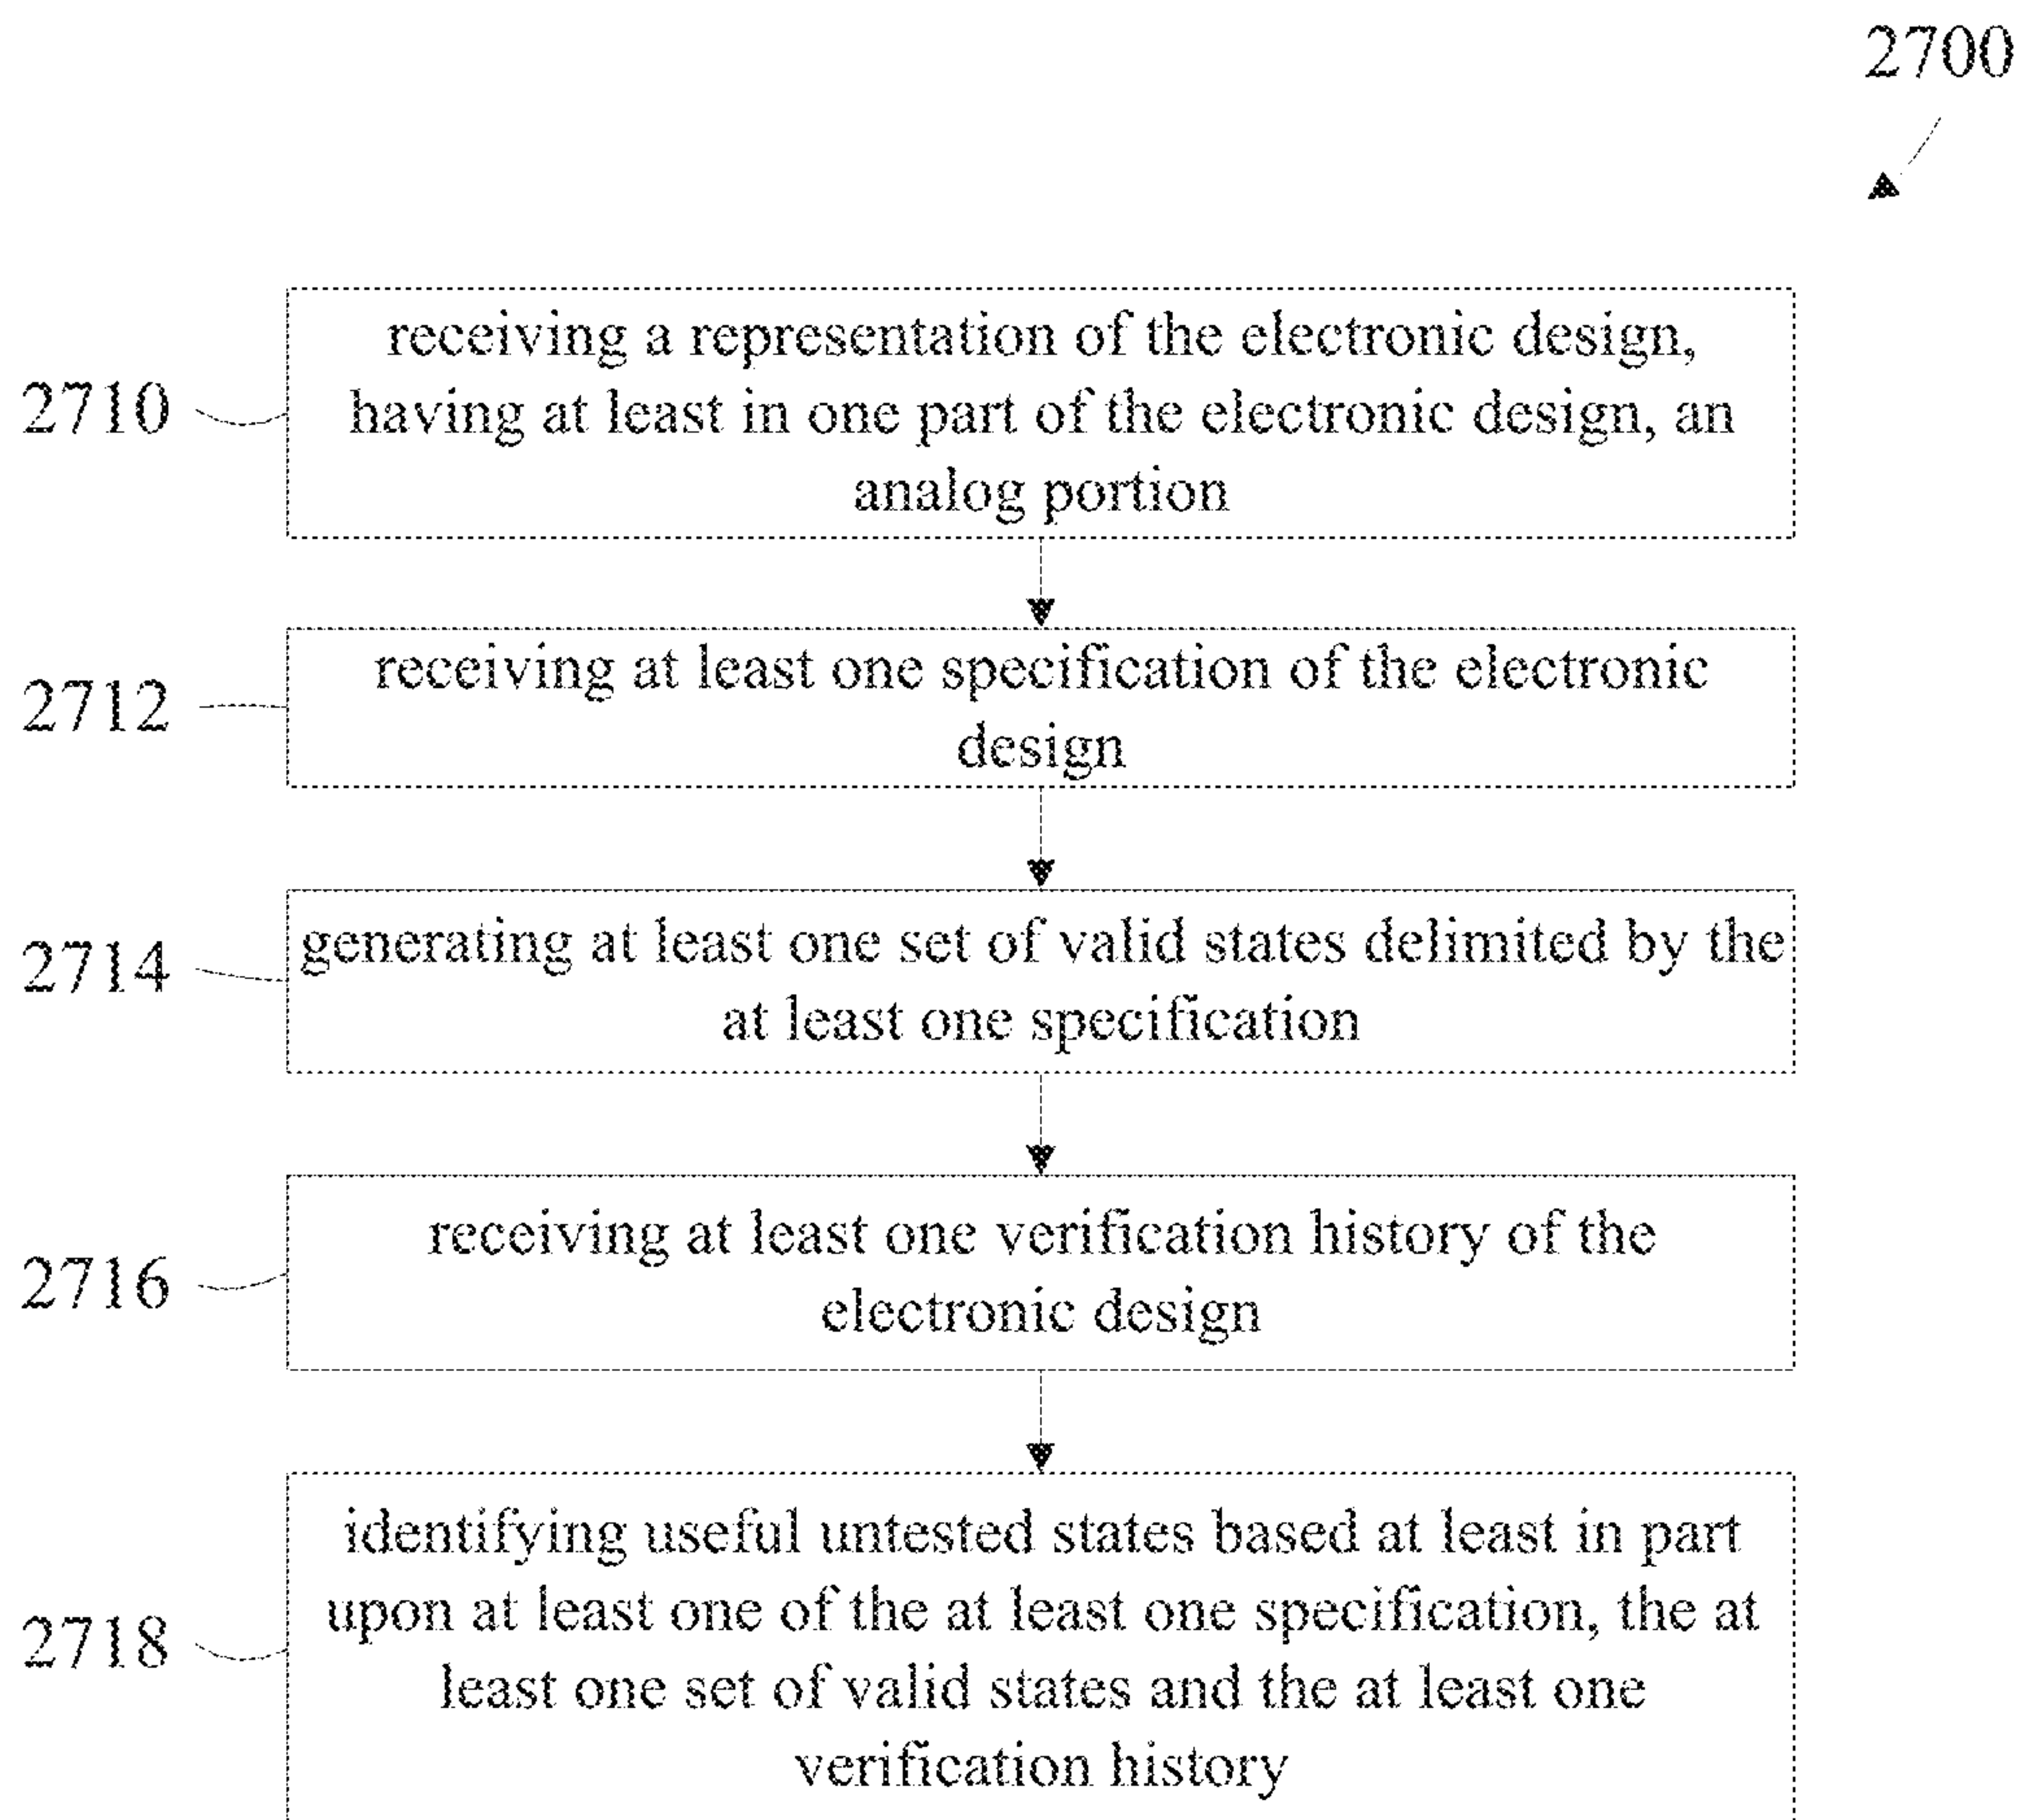 2700
2710
receiving a representation of the electronic design,
having at least in one part of the electronic design, an
analog portion
2712
receiving at least one specification of the electronic
design
2714
generating at least one set of valid states delimited by the
at least one specification
2716
receiving at least one verification history of the
electronic design
2718
identifying useful untested states based at least in part
upon at least one of the at least one specification, the at
least one set of valid states and the at least one
verification history